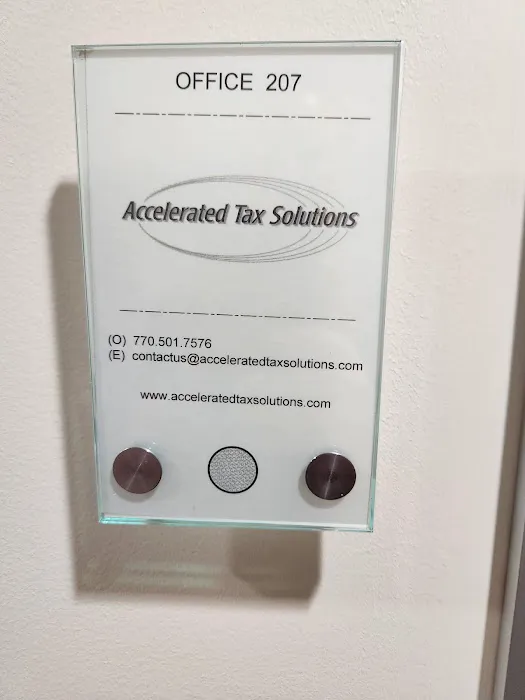 OFFICE 207
Accelerated Tax Solutions
(O) 770.501.7576
(E) contactus@acceleratedtaxsolutions.com
www.acceleratedtaxsolutions.com